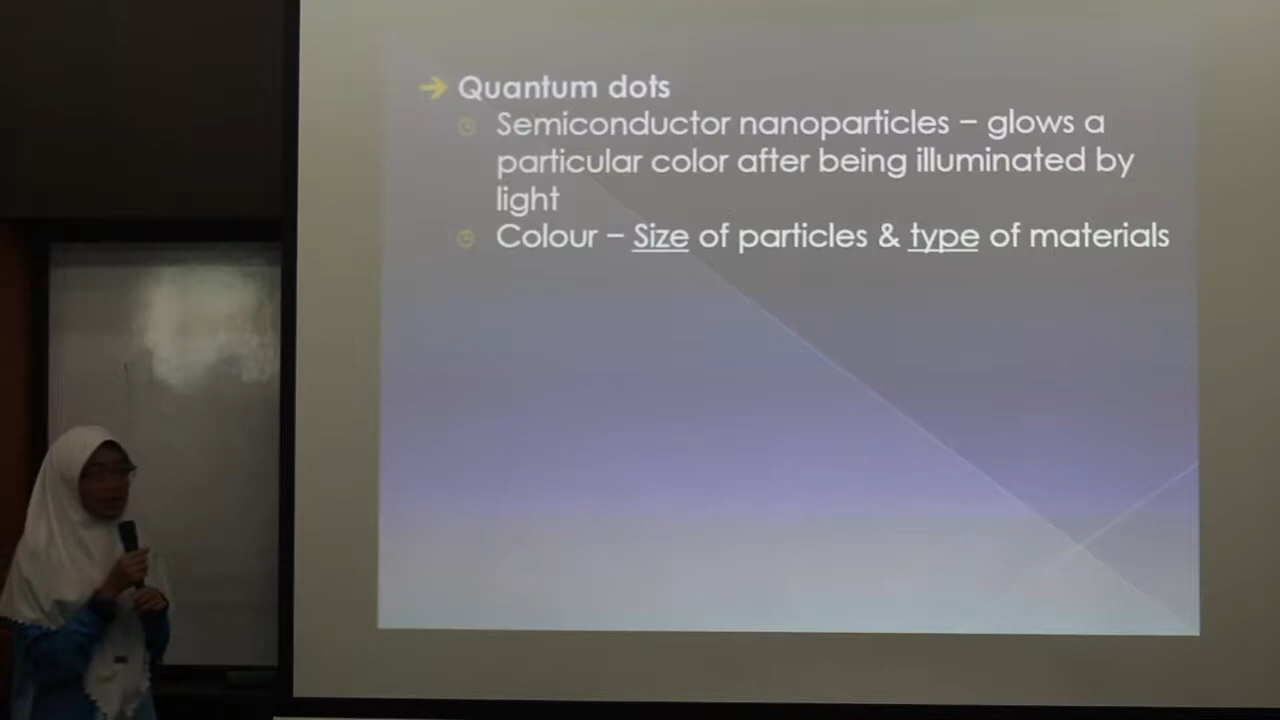 Quantum dots
Semiconductor nanoparticles – glows a
particular color after being illuminated by
light
Colour – Size of particles & type of materials